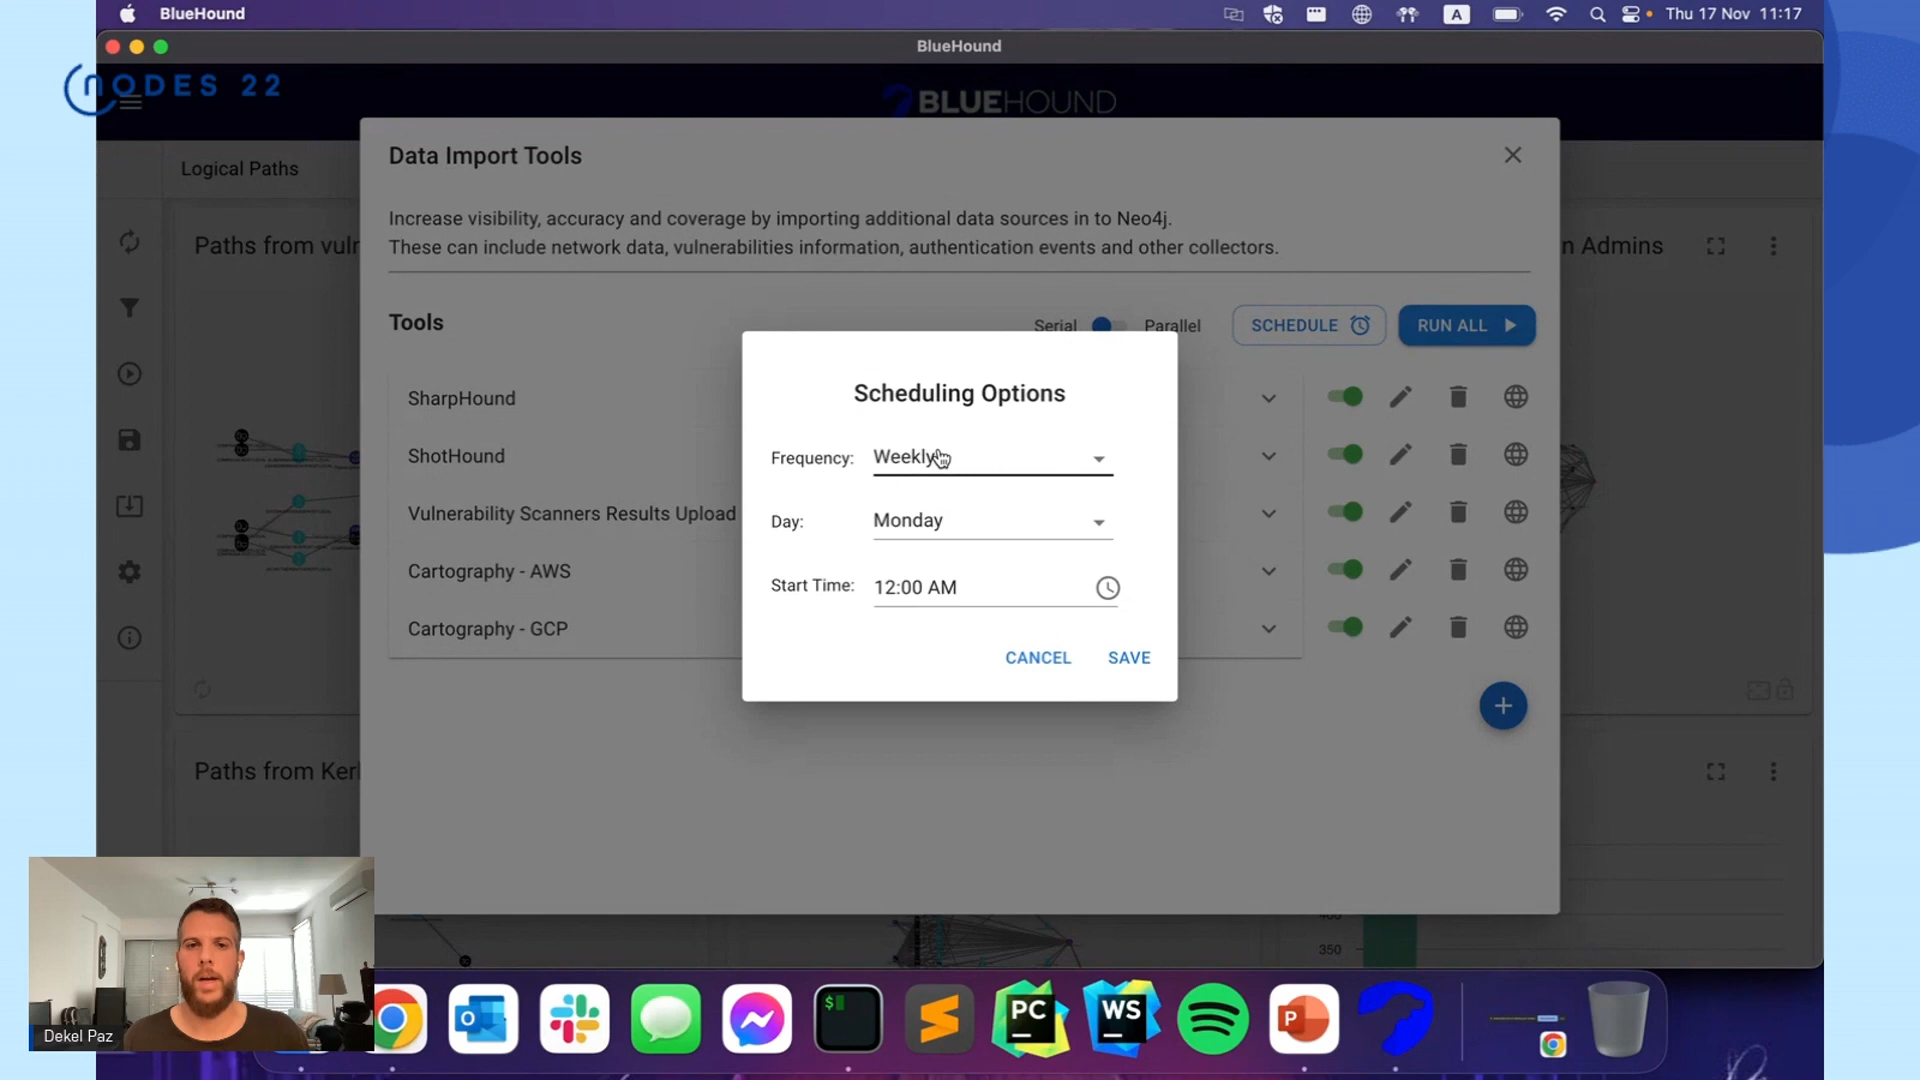 BlueHound
A
Thu 17 Nov 11:17
BlueHound
NODES 22
BLUEHOUND
Data Import Tools
Logical Paths
Increase visibility, accuracy and coverage by importing additional data sources in to Neo4j.
These can include network data, vulnerabilities information, authentication events and other collectors.
Paths from vuln
n Admins
Tools
Serial
Parallel
SCHEDULE
RUN ALL
SharpHound
ShotHound
Vulnerability Scanners Results Upload
Cartography - AWS
Cartography - GCP
Scheduling Options
Frequency:
Weekly
Day:
Monday
Start Time:
12:00 AM
CANCEL
SAVE
Paths from Ker
400
350
Dekel Paz
$
PC
WS
P